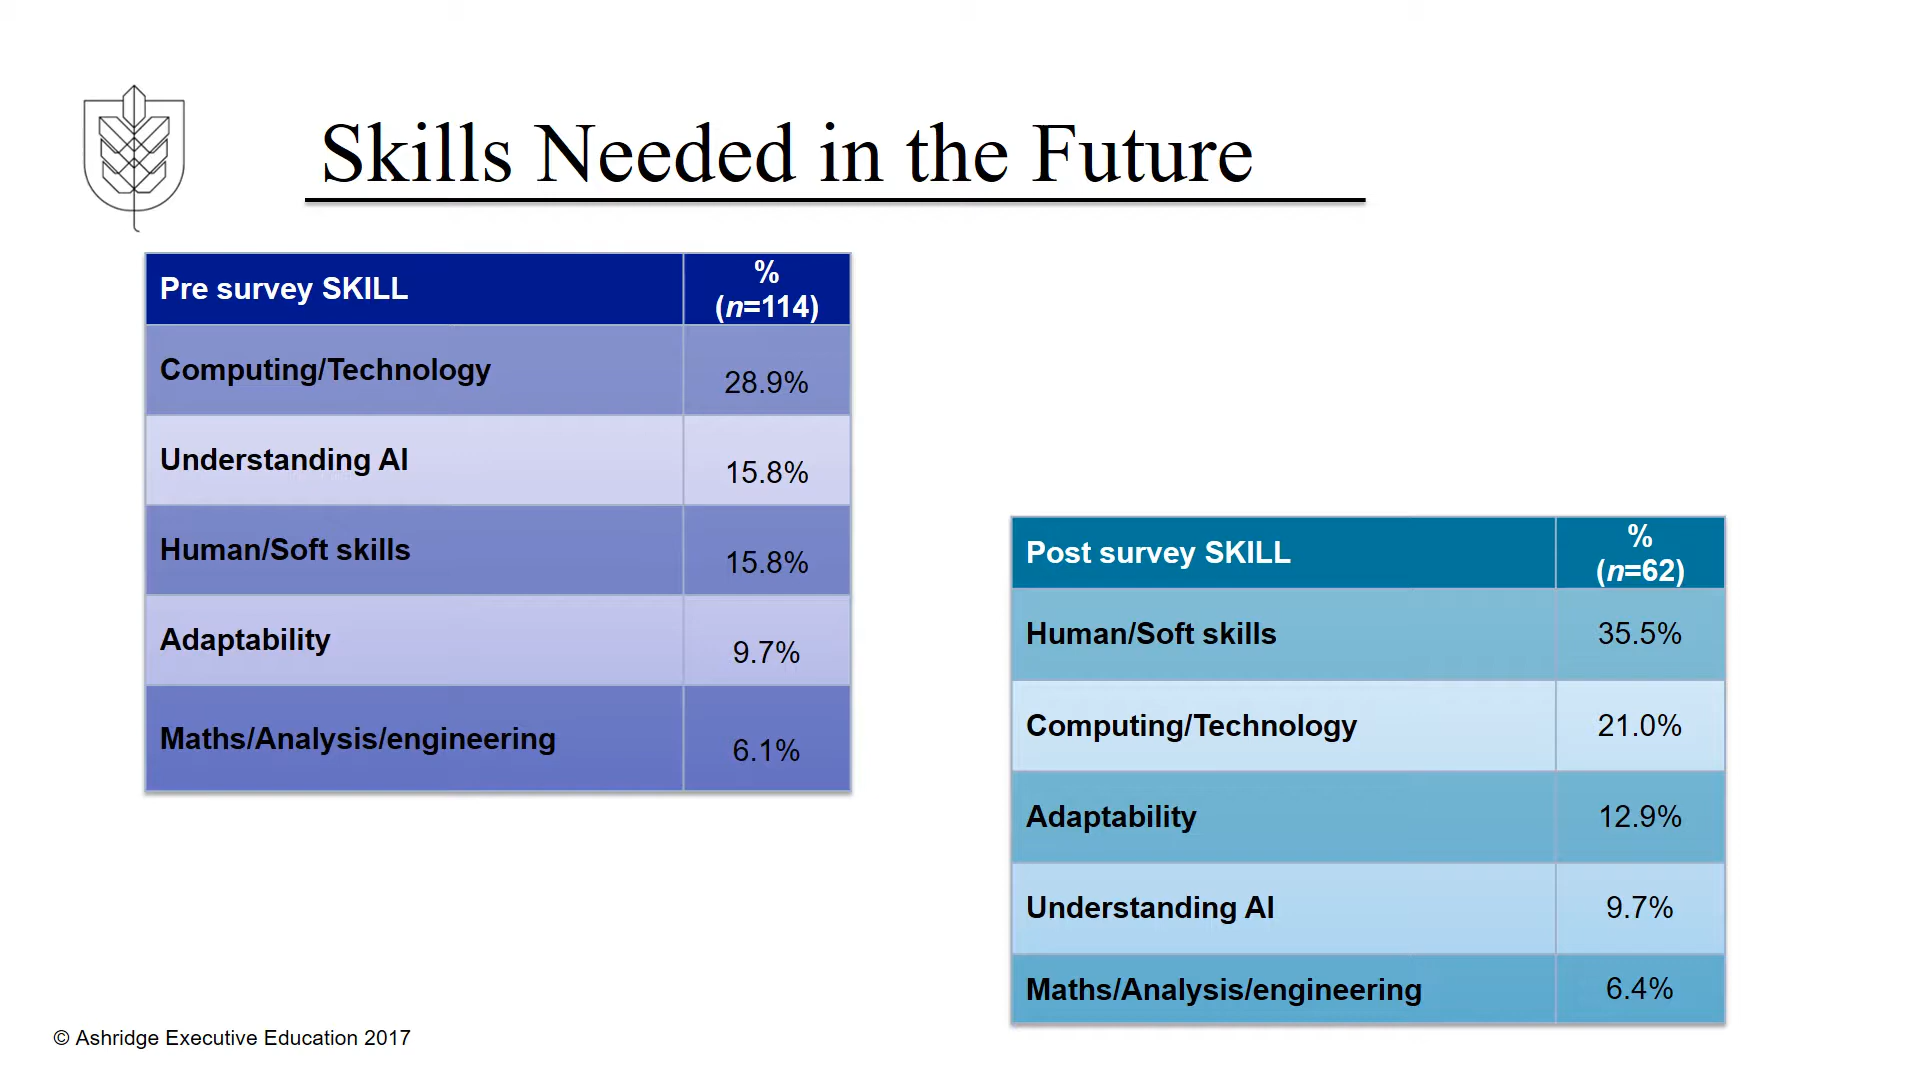 Skills Needed in the Future
Pre survey SKILL
%
(n=114)
Computing/Technology
28.9%
Understanding AI
15.8%
Human/Soft skills
15.8%
Adaptability
9.7%
Maths/Analysis/engineering
6.1%
Post survey SKILL
%
(n=62)
Human/Soft skills
35.5%
Computing/Technology
21.0%
Adaptability
12.9%
Understanding AI
9.7%
Maths/Analysis/engineering
6.4%
© Ashridge Executive Education 2017